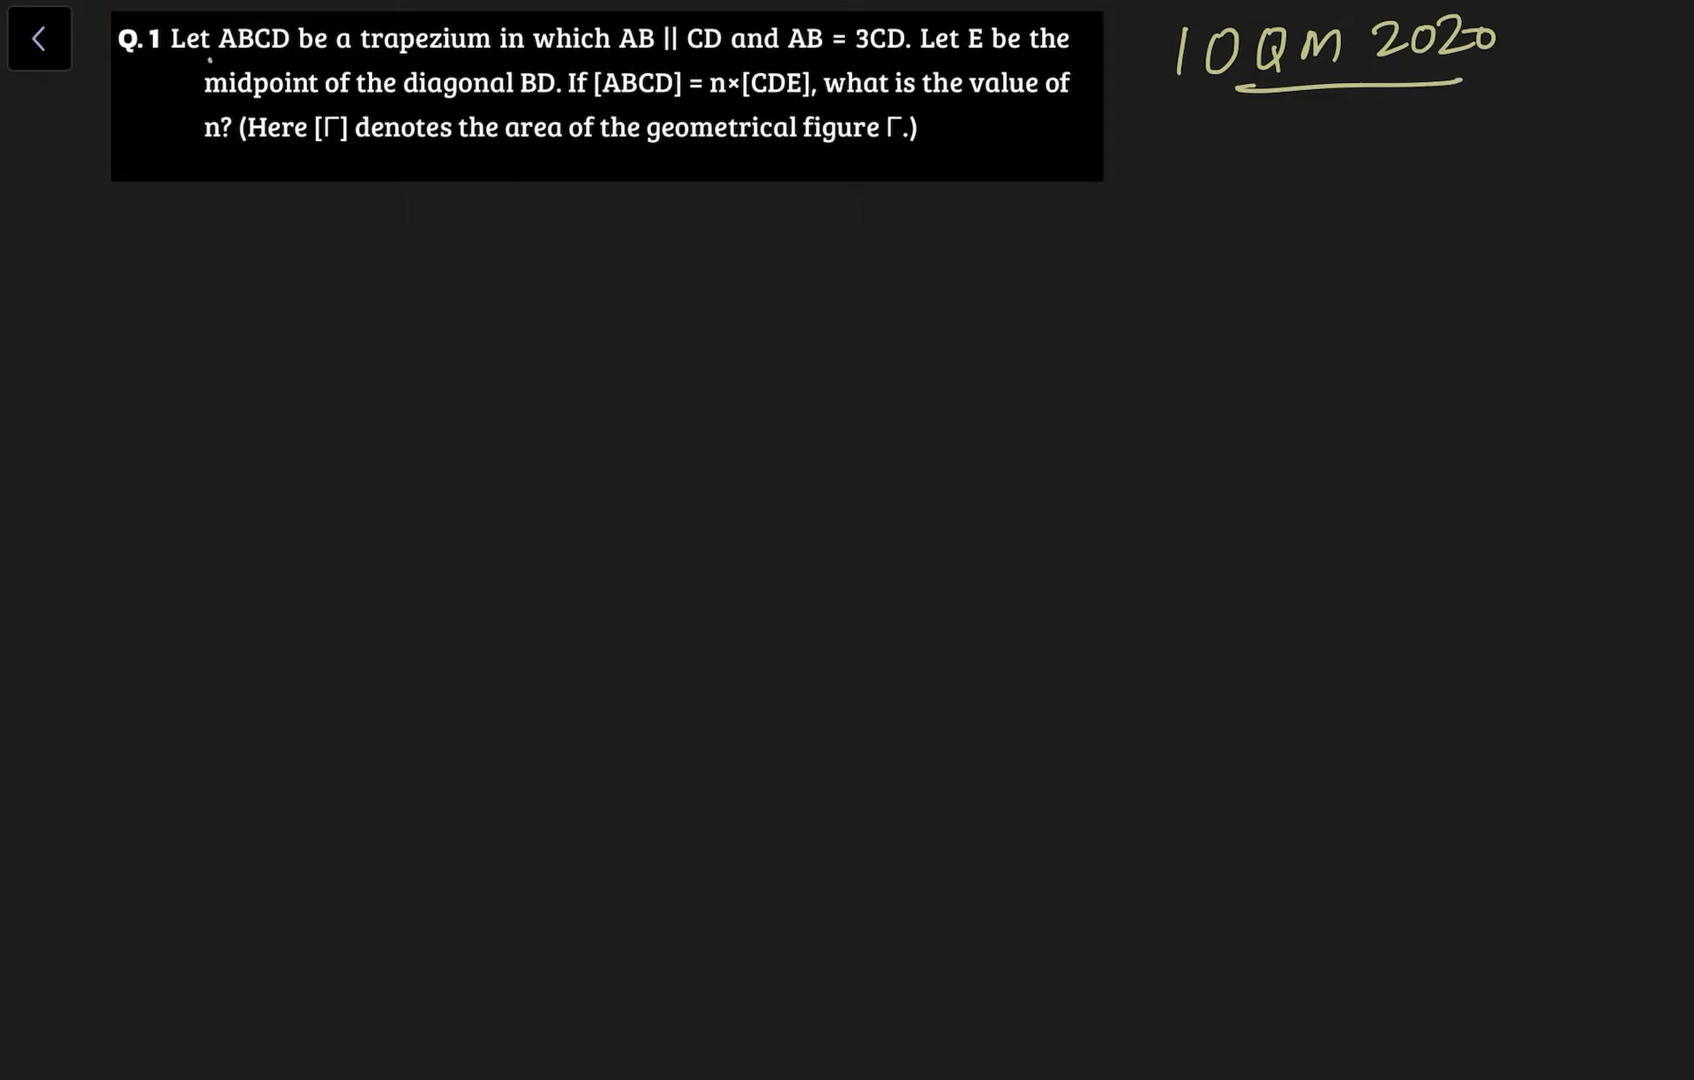 Q. 1 Let ABCD be a trapezium in which AB || CD and AB = 3CD. Let E be the
midpoint of the diagonal BD. If [ABCD] = n×[CDE], what is the value of
n? (Here [Γ] denotes the area of the geometrical figure Γ.)
IOQM 2020